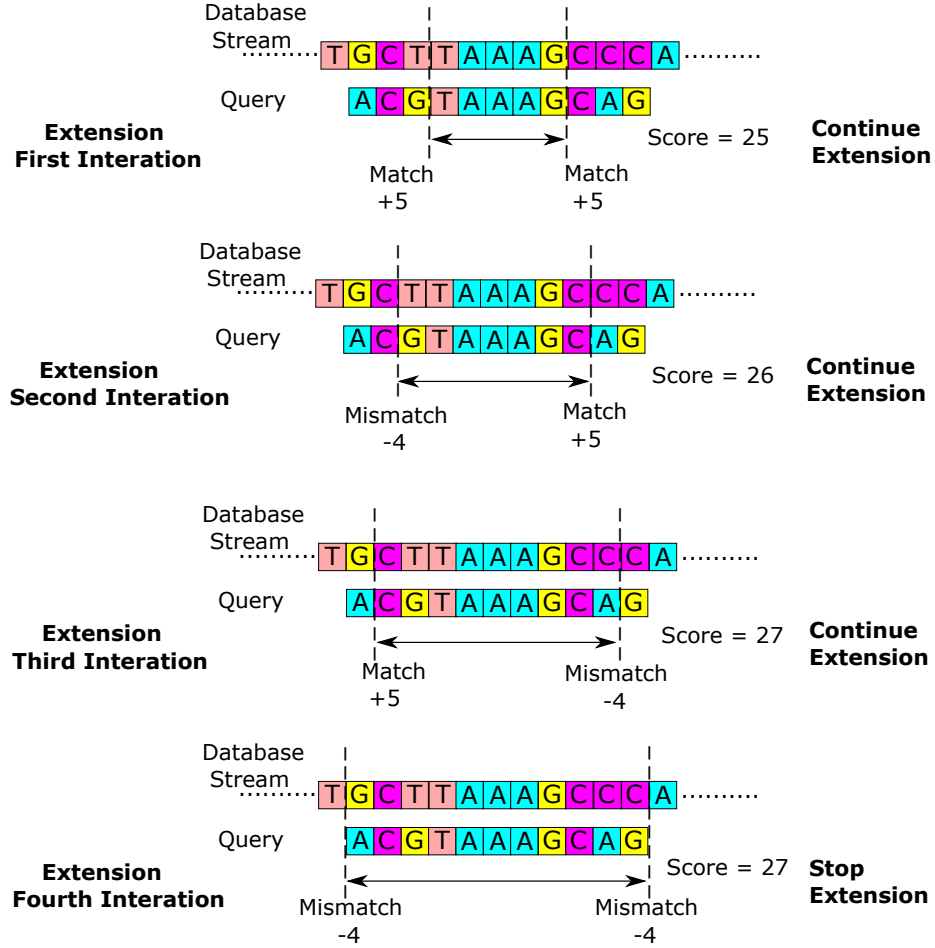 Database
Stream
..........TGCTTAAAGCCCA..........
Query ACGTAAAGCAG
Extension
First Interation
Score = 25
Continue
Extension
Match
+5
Match
+5
Database
Stream
..........TGCTTAAAGCCCA..........
Query ACGTAAAGCAG
Extension
Second Interation
Score = 26
Continue
Extension
Mismatch
-4
Match
+5
Database
Stream
..........TGCTTAAAGCCCA..........
Query ACGTAAAGCAG
Extension
Third Interation
Score = 27
Continue
Extension
Match
+5
Mismatch
-4
Database
Stream
..........TGCTTAAAGCCCA..........
Query ACGTAAAGCAG
Extension
Fourth Interation
Score = 27
Stop
Extension
Mismatch
-4
Mismatch
-4